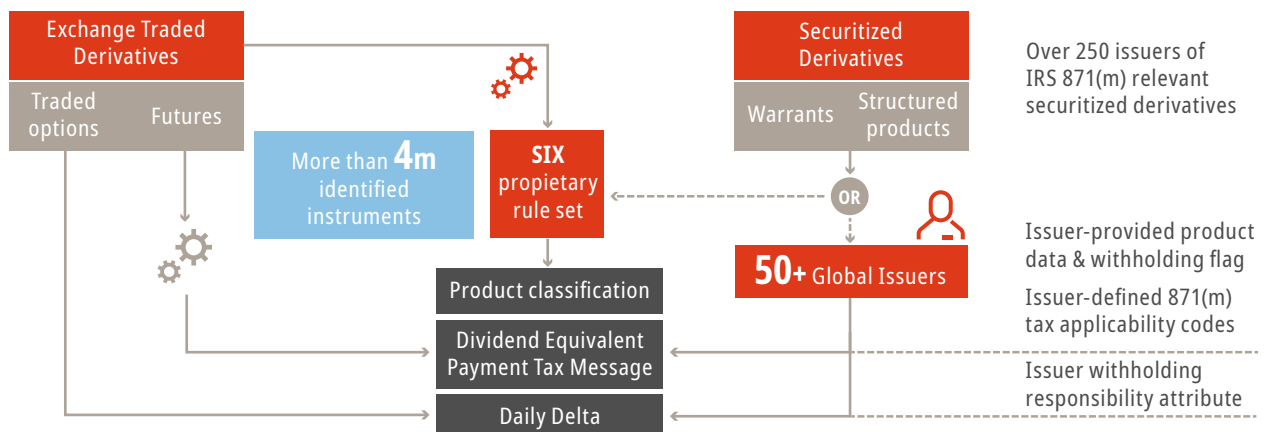 Exchange Traded
Derivatives
Traded
options
Futures
More than 4m
identified
instruments
SIX
propietary
rule set
Securitized
Derivatives
Warrants
Structured
products
OR
50+ Global Issuers
Over 250 issuers of
IRS 871(m) relevant
securitized derivatives
Issuer-provided product
data & withholding flag
Issuer-defined 871(m)
tax applicability codes
Issuer withholding
responsibility attribute
Product classification
Dividend Equivalent
Payment Tax Message
Daily Delta